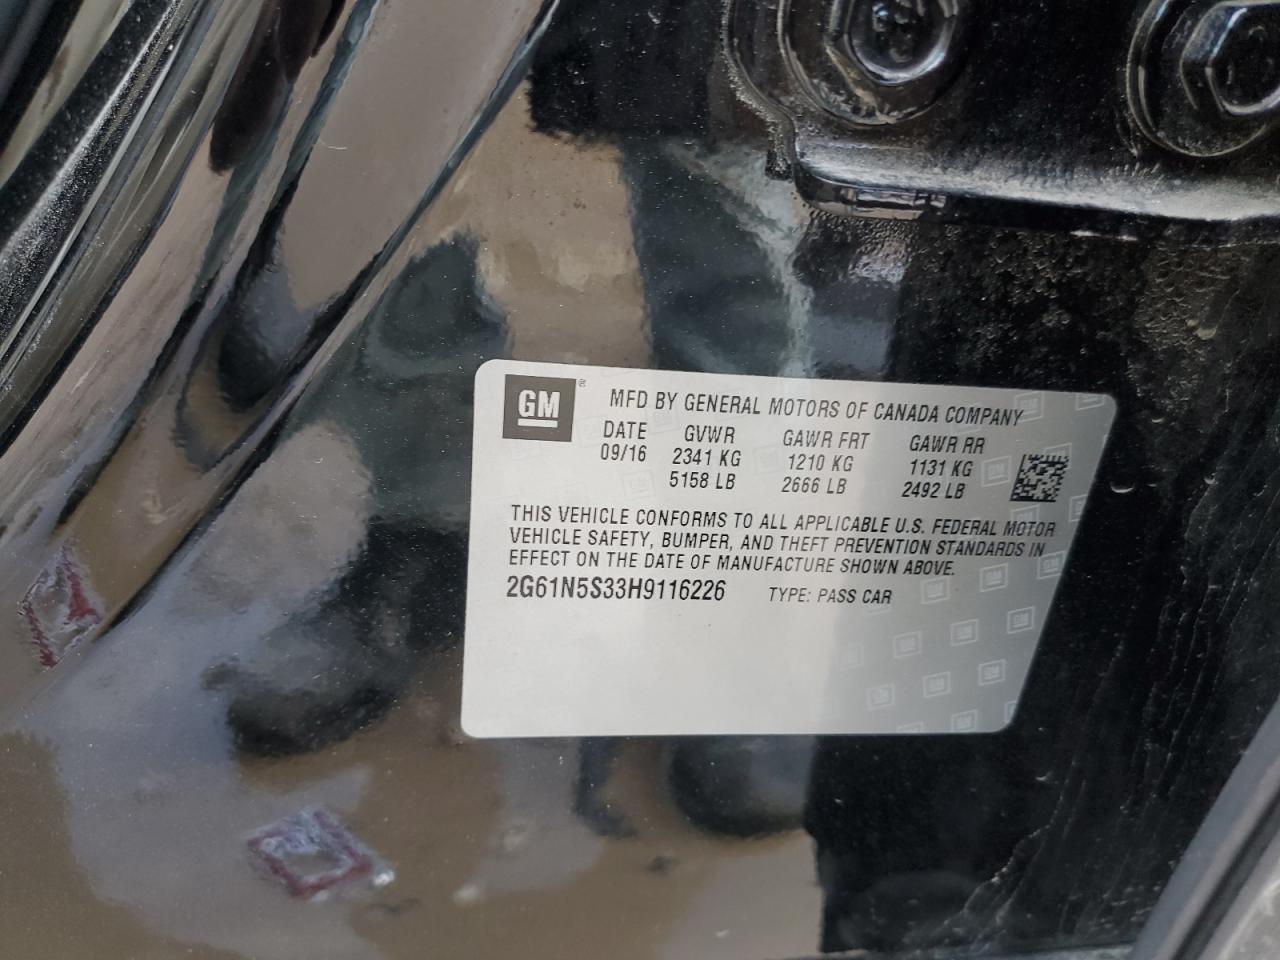 GM® MFD BY GENERAL MOTORS OF CANADA COMPANY
DATE GVWR GAWR FRT GAWR RR
09/16 2341 KG 1210 KG 1131 KG
5158 LB 2666 LB 2492 LB
THIS VEHICLE CONFORMS TO ALL APPLICABLE U.S. FEDERAL MOTOR
VEHICLE SAFETY, BUMPER, AND THEFT PREVENTION STANDARDS IN
EFFECT ON THE DATE OF MANUFACTURE SHOWN ABOVE.
2G61N5S33H9116226 TYPE: PASS CAR